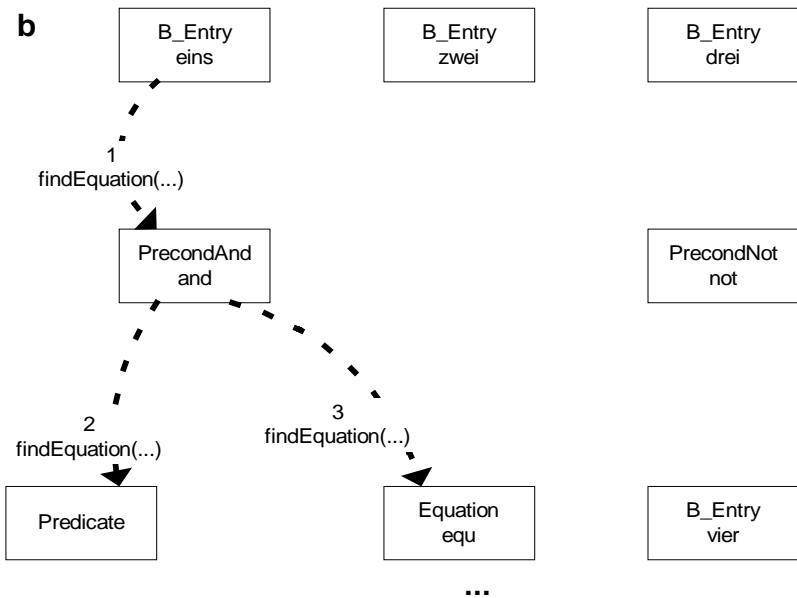 b
B_Entry
eins
B_Entry
zwei
B_Entry
drei
1
findEquation(...)
PrecondAnd
and
PrecondNot
not
2
findEquation(...)
3
findEquation(...)
Predicate
Equation
equ
B_Entry
vier
...